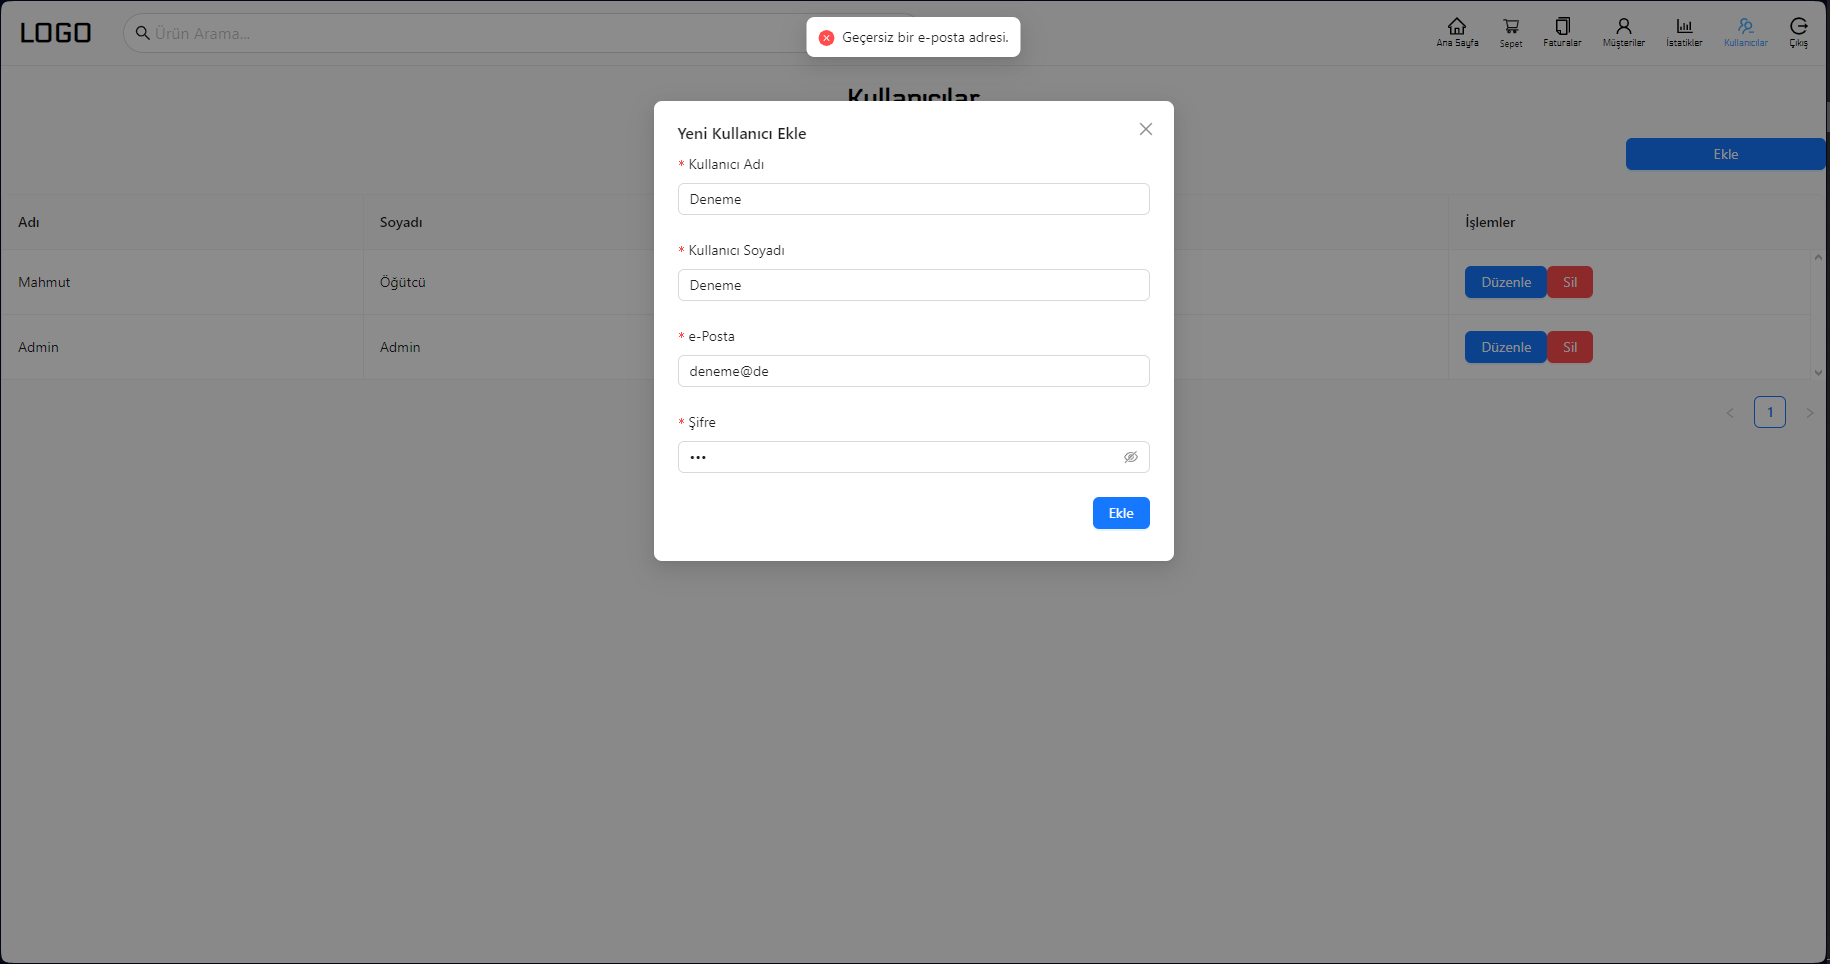 LOGO
Ürün Arama...
Geçersiz bir e-posta adresi.
Ana Sayfa
Sepet
Faturalar
Müşteriler
İstatikler
Kullanıcılar
Çıkış
Kullanıcılar
Ekle
Adı
Soyadı
İşlemler
Mahmut
Öğütcü
Düzenle
Sil
Admin
Admin
Düzenle
Sil
1
Yeni Kullanıcı Ekle
* Kullanıcı Adı
Deneme
* Kullanıcı Soyadı
Deneme
* e-Posta
deneme@de
* Şifre
•••
Ekle